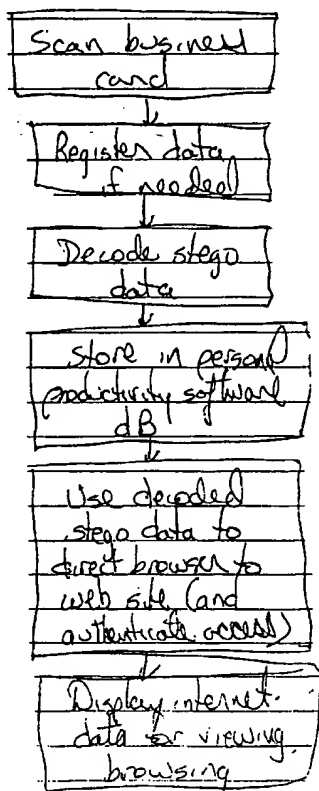 Scan business
card
Register data
if needed
Decode stego
data
Store in personal
productivity software
dB
Use decoded
stego data to
direct browser to
web site (and
authenticate access)
Display internet
data for viewing
browsing